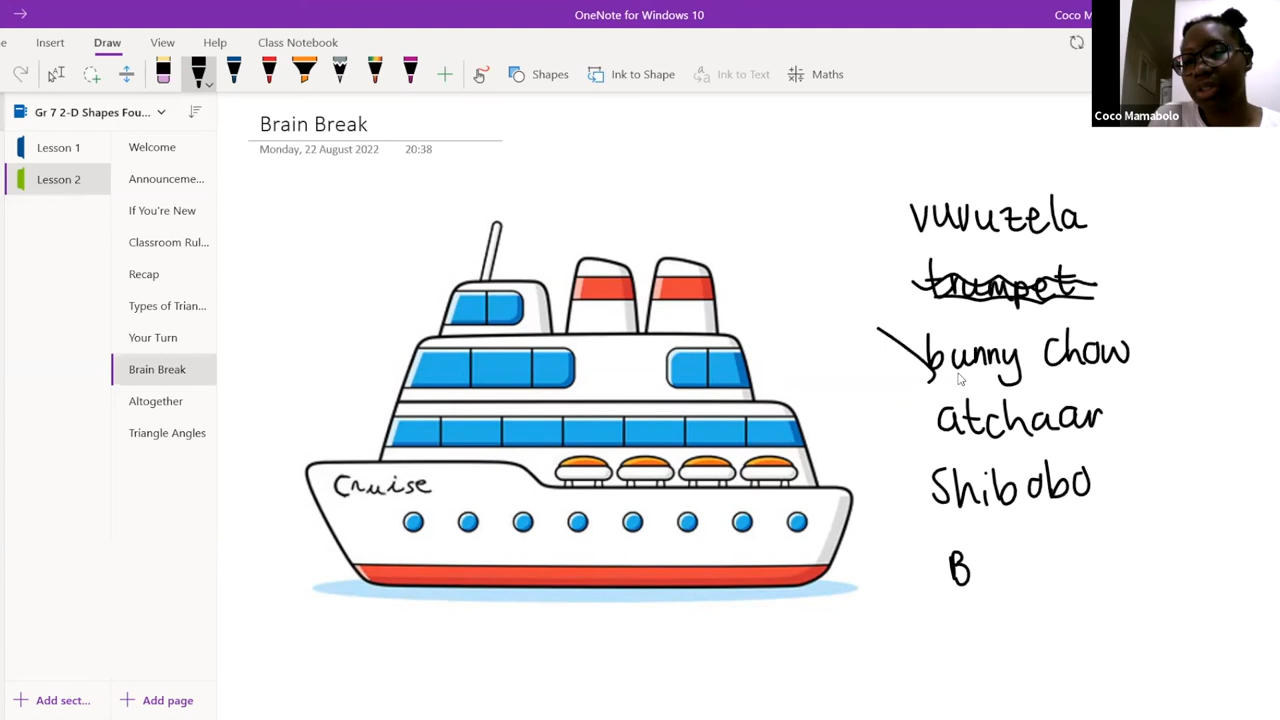 OneNote for Windows 10
Coco M
Insert
Draw
View
Help
Class Notebook
Shapes
Ink to Shape
Ink to Text
Maths
Coco Mamabolo
Gr 7 2-D Shapes Fou...
Lesson 1
Lesson 2
Welcome
Announceme...
If You're New
Classroom Rul...
Recap
Types of Trian...
Your Turn
Brain Break
Altogether
Triangle Angles
Add sect...
Add page
Brain Break
Monday, 22 August 2022 20:38
Cruise
vuvuzela
trumpet
bunny chow
atchaar
Shibobo
B